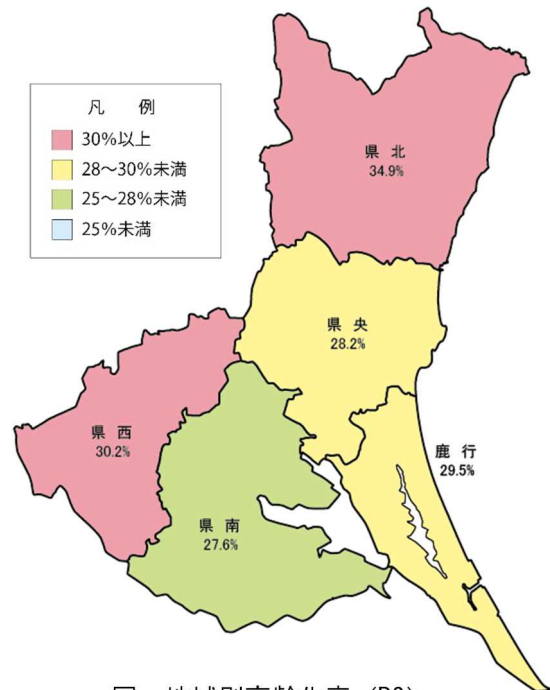 凡 例
30%以上
28〜30%未満
25〜28%未満
25%未満
県 北
34.9%
県 央
28.2%
県 西
30.2%
鹿 行
29.5%
県 南
27.6%